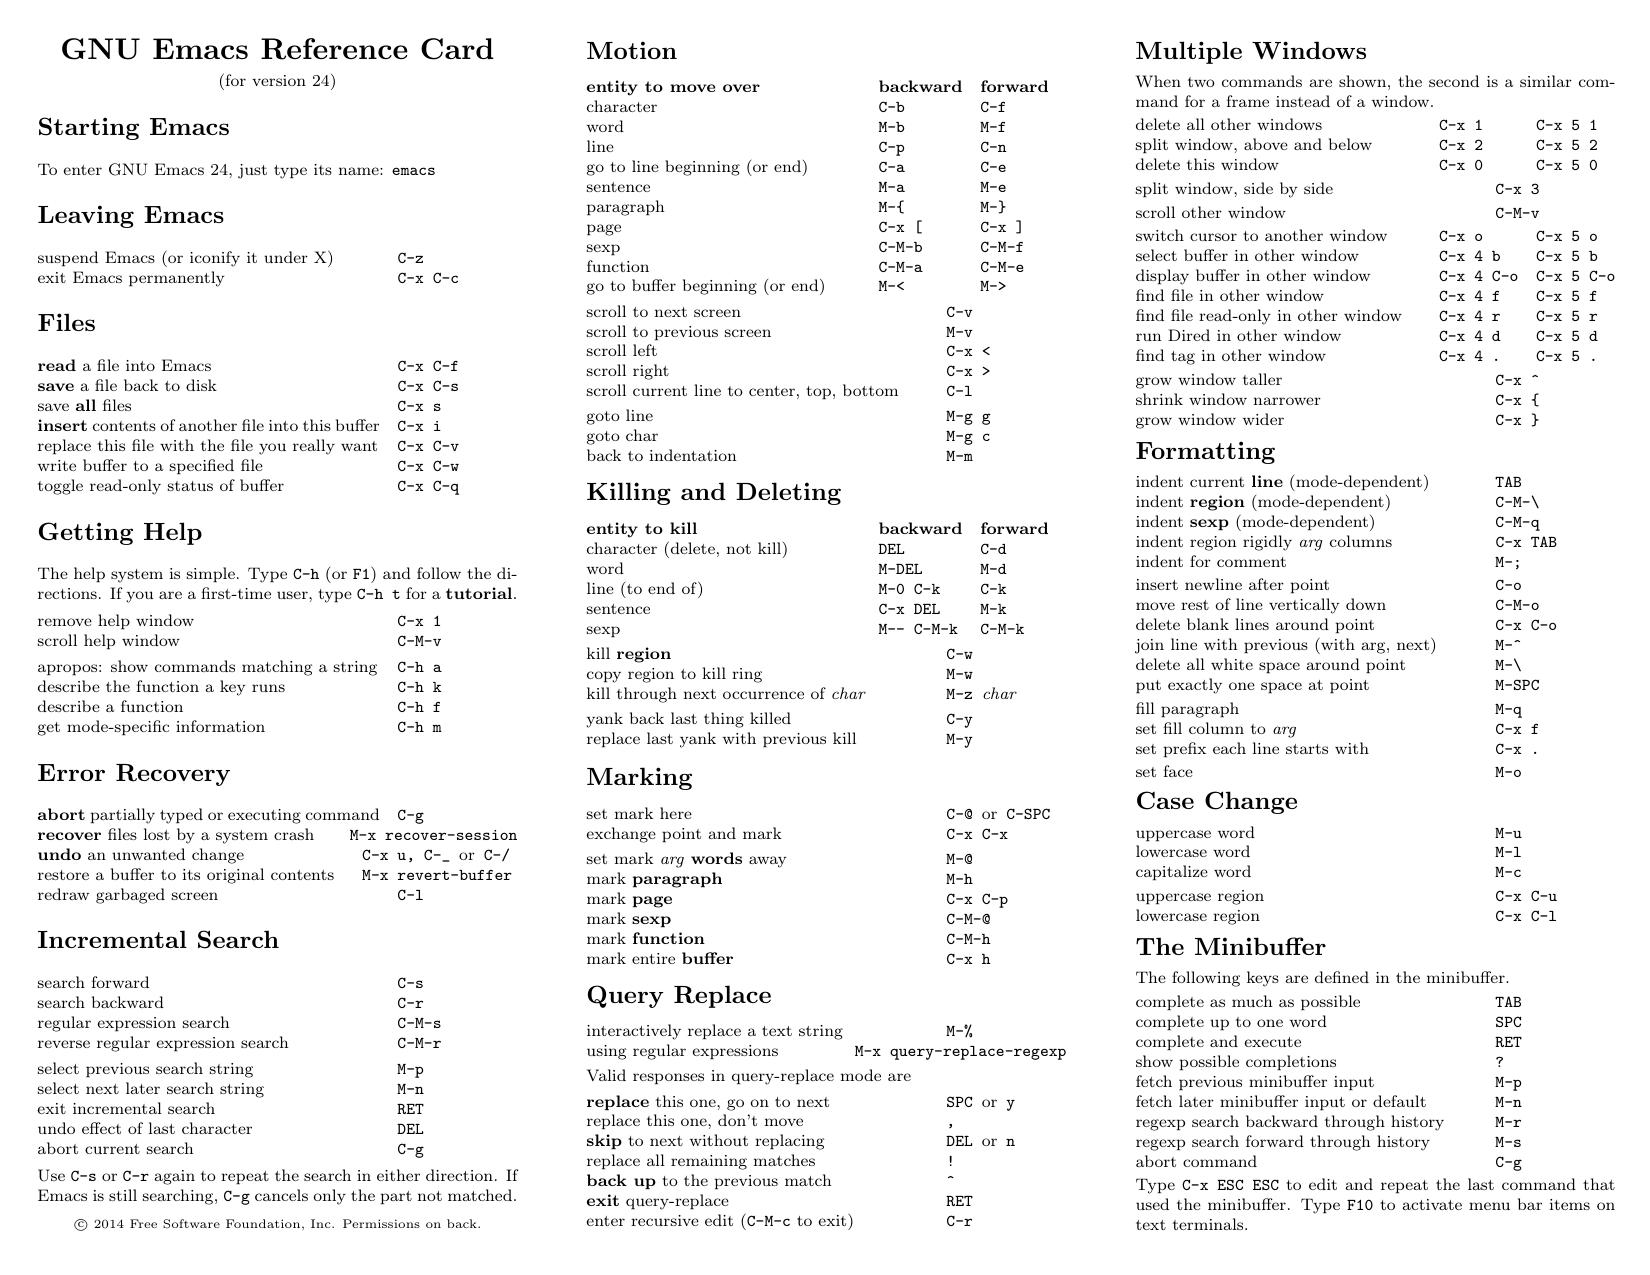 GNU Emacs Reference Card
(for version 24)
Starting Emacs
To enter GNU Emacs 24, just type its name: emacs
Leaving Emacs
suspend Emacs (or iconify it under X) C-z
exit Emacs permanently C-x C-c
Files
read a file into Emacs C-x C-f
save a file back to disk C-x C-s
save all files C-x s
insert contents of another file into this buffer C-x i
replace this file with the file you really want C-x C-v
write buffer to a specified file C-x C-w
toggle read-only status of buffer C-x C-q
Getting Help
The help system is simple. Type C-h (or F1) and follow the di-
rections. If you are a first-time user, type C-h t for a tutorial.
remove help window C-x 1
scroll help window C-M-v
apropos: show commands matching a string C-h a
describe the function a key runs C-h k
describe a function C-h f
get mode-specific information C-h m
Error Recovery
abort partially typed or executing command C-g
recover files lost by a system crash M-x recover-session
undo an unwanted change C-x u, C-_ or C-/
restore a buffer to its original contents M-x revert-buffer
redraw garbaged screen C-l
Incremental Search
search forward C-s
search backward C-r
regular expression search C-M-s
reverse regular expression search C-M-r
select previous search string M-p
select next later search string M-n
exit incremental search RET
undo effect of last character DEL
abort current search C-g
Use C-s or C-r again to repeat the search in either direction. If
Emacs is still searching, C-g cancels only the part not matched.
© 2014 Free Software Foundation, Inc. Permissions on back.
Motion
entity to move over backward forward
character C-b C-f
word M-b M-f
line C-p C-n
go to line beginning (or end) C-a C-e
sentence M-a M-e
paragraph M-{ M-}
page C-x [ C-x ]
sexp C-M-b C-M-f
function C-M-a C-M-e
go to buffer beginning (or end) M-< M->
scroll to next screen C-v
scroll to previous screen M-v
scroll left C-x <
scroll right C-x >
scroll current line to center, top, bottom C-l
goto line M-g g
goto char M-g c
back to indentation M-m
Killing and Deleting
entity to kill backward forward
character (delete, not kill) DEL C-d
word M-DEL M-d
line (to end of) M-0 C-k C-k
sentence C-x DEL M-k
sexp M-- C-M-k C-M-k
kill region C-w
copy region to kill ring M-w
kill through next occurrence of char M-z char
yank back last thing killed C-y
replace last yank with previous kill M-y
Marking
set mark here C-@ or C-SPC
exchange point and mark C-x C-x
set mark arg words away M-@
mark paragraph M-h
mark page C-x C-p
mark sexp C-M-@
mark function C-M-h
mark entire buffer C-x h
Query Replace
interactively replace a text string M-%
using regular expressions M-x query-replace-regexp
Valid responses in query-replace mode are
replace this one, go on to next SPC or y
replace this one, don't move ,
skip to next without replacing DEL or n
replace all remaining matches !
back up to the previous match ^
exit query-replace RET
enter recursive edit (C-M-c to exit) C-r
Multiple Windows
When two commands are shown, the second is a similar com-
mand for a frame instead of a window.
delete all other windows C-x 1 C-x 5 1
split window, above and below C-x 2 C-x 5 2
delete this window C-x 0 C-x 5 0
split window, side by side C-x 3
scroll other window C-M-v
switch cursor to another window C-x o C-x 5 o
select buffer in other window C-x 4 b C-x 5 b
display buffer in other window C-x 4 C-o C-x 5 C-o
find file in other window C-x 4 f C-x 5 f
find file read-only in other window C-x 4 r C-x 5 r
run Dired in other window C-x 4 d C-x 5 d
find tag in other window C-x 4 . C-x 5 .
grow window taller C-x ^
shrink window narrower C-x {
grow window wider C-x }
Formatting
indent current line (mode-dependent) TAB
indent region (mode-dependent) C-M-\
indent sexp (mode-dependent) C-M-q
indent region rigidly arg columns C-x TAB
indent for comment M-;
insert newline after point C-o
move rest of line vertically down C-M-o
delete blank lines around point C-x C-o
join line with previous (with arg, next) M-^
delete all white space around point M-\
put exactly one space at point M-SPC
fill paragraph M-q
set fill column to arg C-x f
set prefix each line starts with C-x .
set face M-o
Case Change
uppercase word M-u
lowercase word M-l
capitalize word M-c
uppercase region C-x C-u
lowercase region C-x C-l
The Minibuffer
The following keys are defined in the minibuffer.
complete as much as possible TAB
complete up to one word SPC
complete and execute RET
show possible completions ?
fetch previous minibuffer input M-p
fetch later minibuffer input or default M-n
regexp search backward through history M-r
regexp search forward through history M-s
abort command C-g
Type C-x ESC ESC to edit and repeat the last command that
used the minibuffer. Type F10 to activate menu bar items on
text terminals.